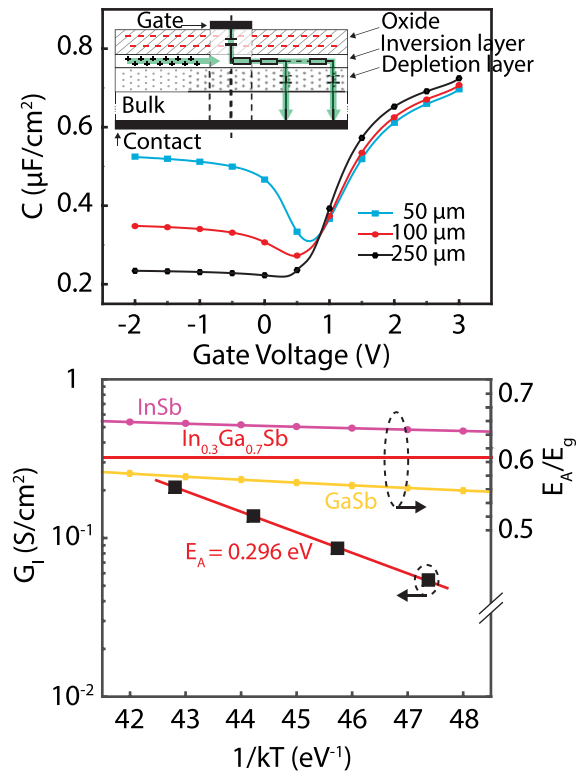 Gate
Oxide
Inversion layer
Depletion layer
Bulk
Contact
C (μF/cm²)
0.8
0.6
0.4
0.2
50 μm
100 μm
250 μm
-2 -1 0 1 2 3
Gate Voltage (V)
G_I (S/cm²)
1
10⁻¹
10⁻²
InSb
In₀.₃Ga₀.₇Sb
GaSb
E_A = 0.296 eV
0.7
0.6
0.5
E_A/E_g
42 43 44 45 46 47 48
1/kT (eV⁻¹)